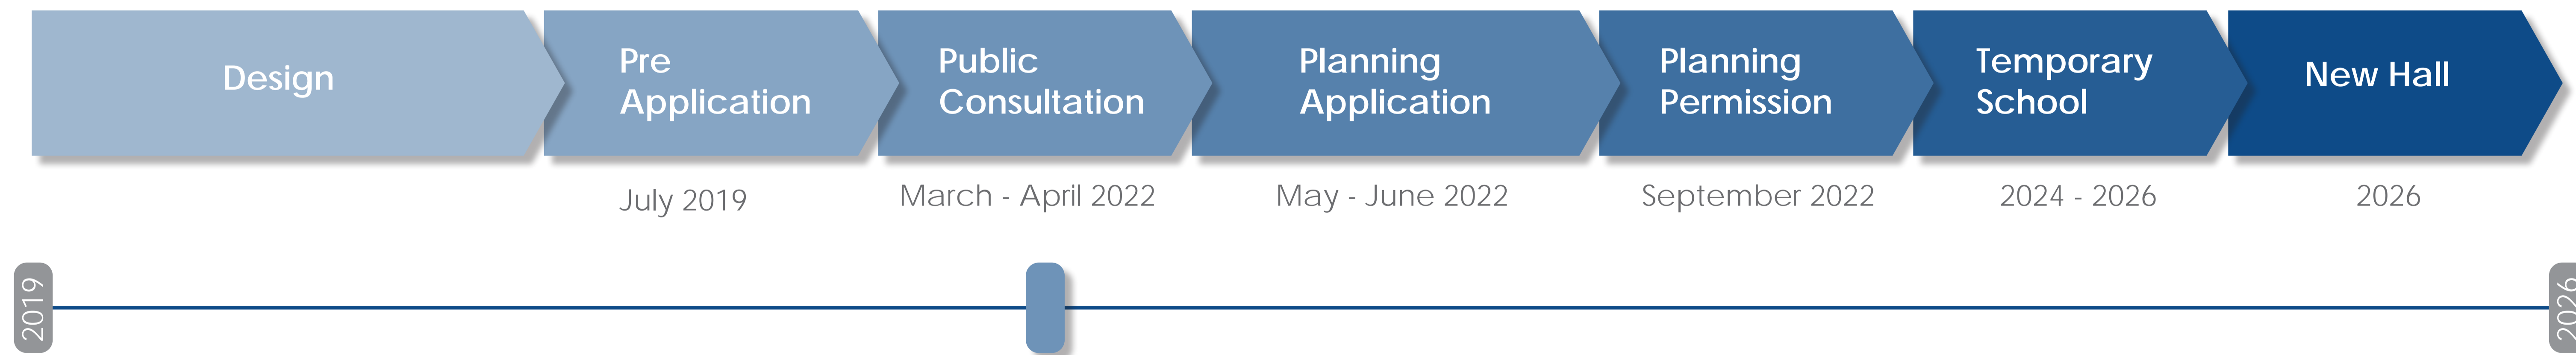 Design
Pre
Application
Public
Consultation
Planning
Application
Planning
Permission
Temporary
School
New Hall
July 2019
March - April 2022
May - June 2022
September 2022
2024 - 2026
2026
2019
2026